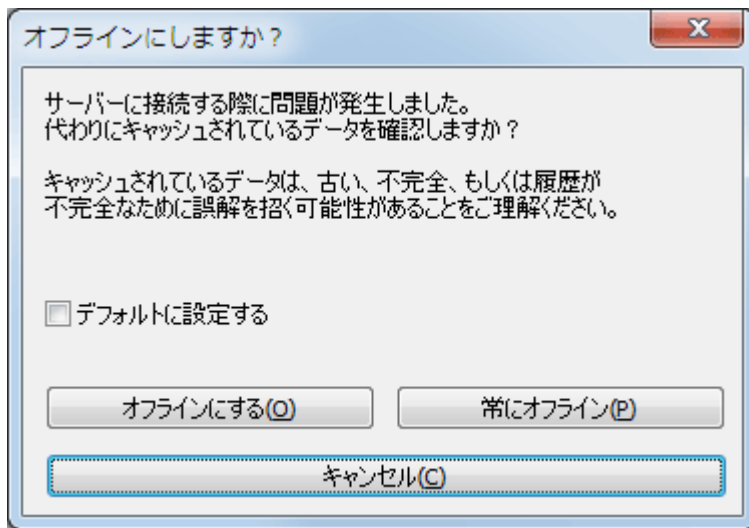 オフラインにしますか？
サーバーに接続する際に問題が発生しました。
代わりにキャッシュされているデータを確認しますか？
キャッシュされているデータは、古い、不完全、もしくは履歴が
不完全なために誤解を招く可能性があることをご理解ください。
デフォルトに設定する
オフラインにする(O)
常にオフライン(P)
キャンセル(C)